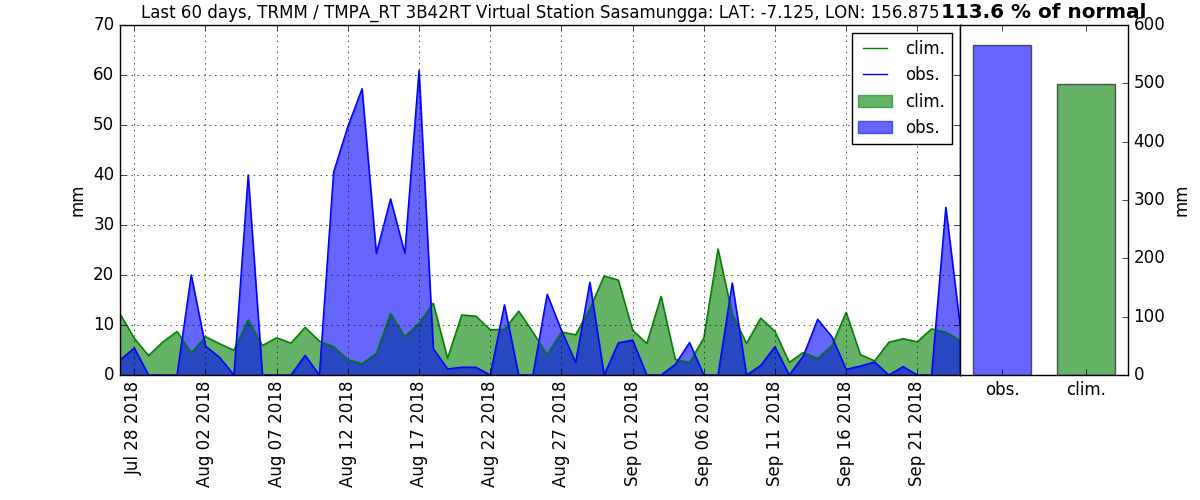 Last 60 days, TRMM / TMPA_RT 3B42RT Virtual Station Sasamungga: LAT: -7.125, LON: 156.875
113.6 % of normal
70
60
50
40
30
20
10
0
mm
clim.
obs.
clim.
obs.
Jul 28 2018
Aug 02 2018
Aug 07 2018
Aug 12 2018
Aug 17 2018
Aug 22 2018
Aug 27 2018
Sep 01 2018
Sep 06 2018
Sep 11 2018
Sep 16 2018
Sep 21 2018
600
500
400
300
200
100
0
mm
obs.
clim.